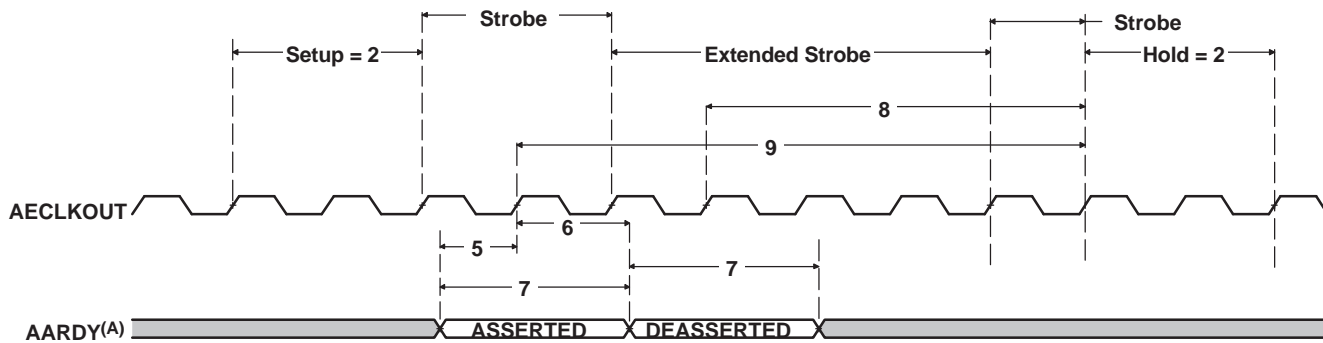 Strobe
Strobe
Setup = 2
Extended Strobe
Hold = 2
8
9
AECLKOUT
6
5
7
7
AARDY(A)
ASSERTED
DEASSERTED